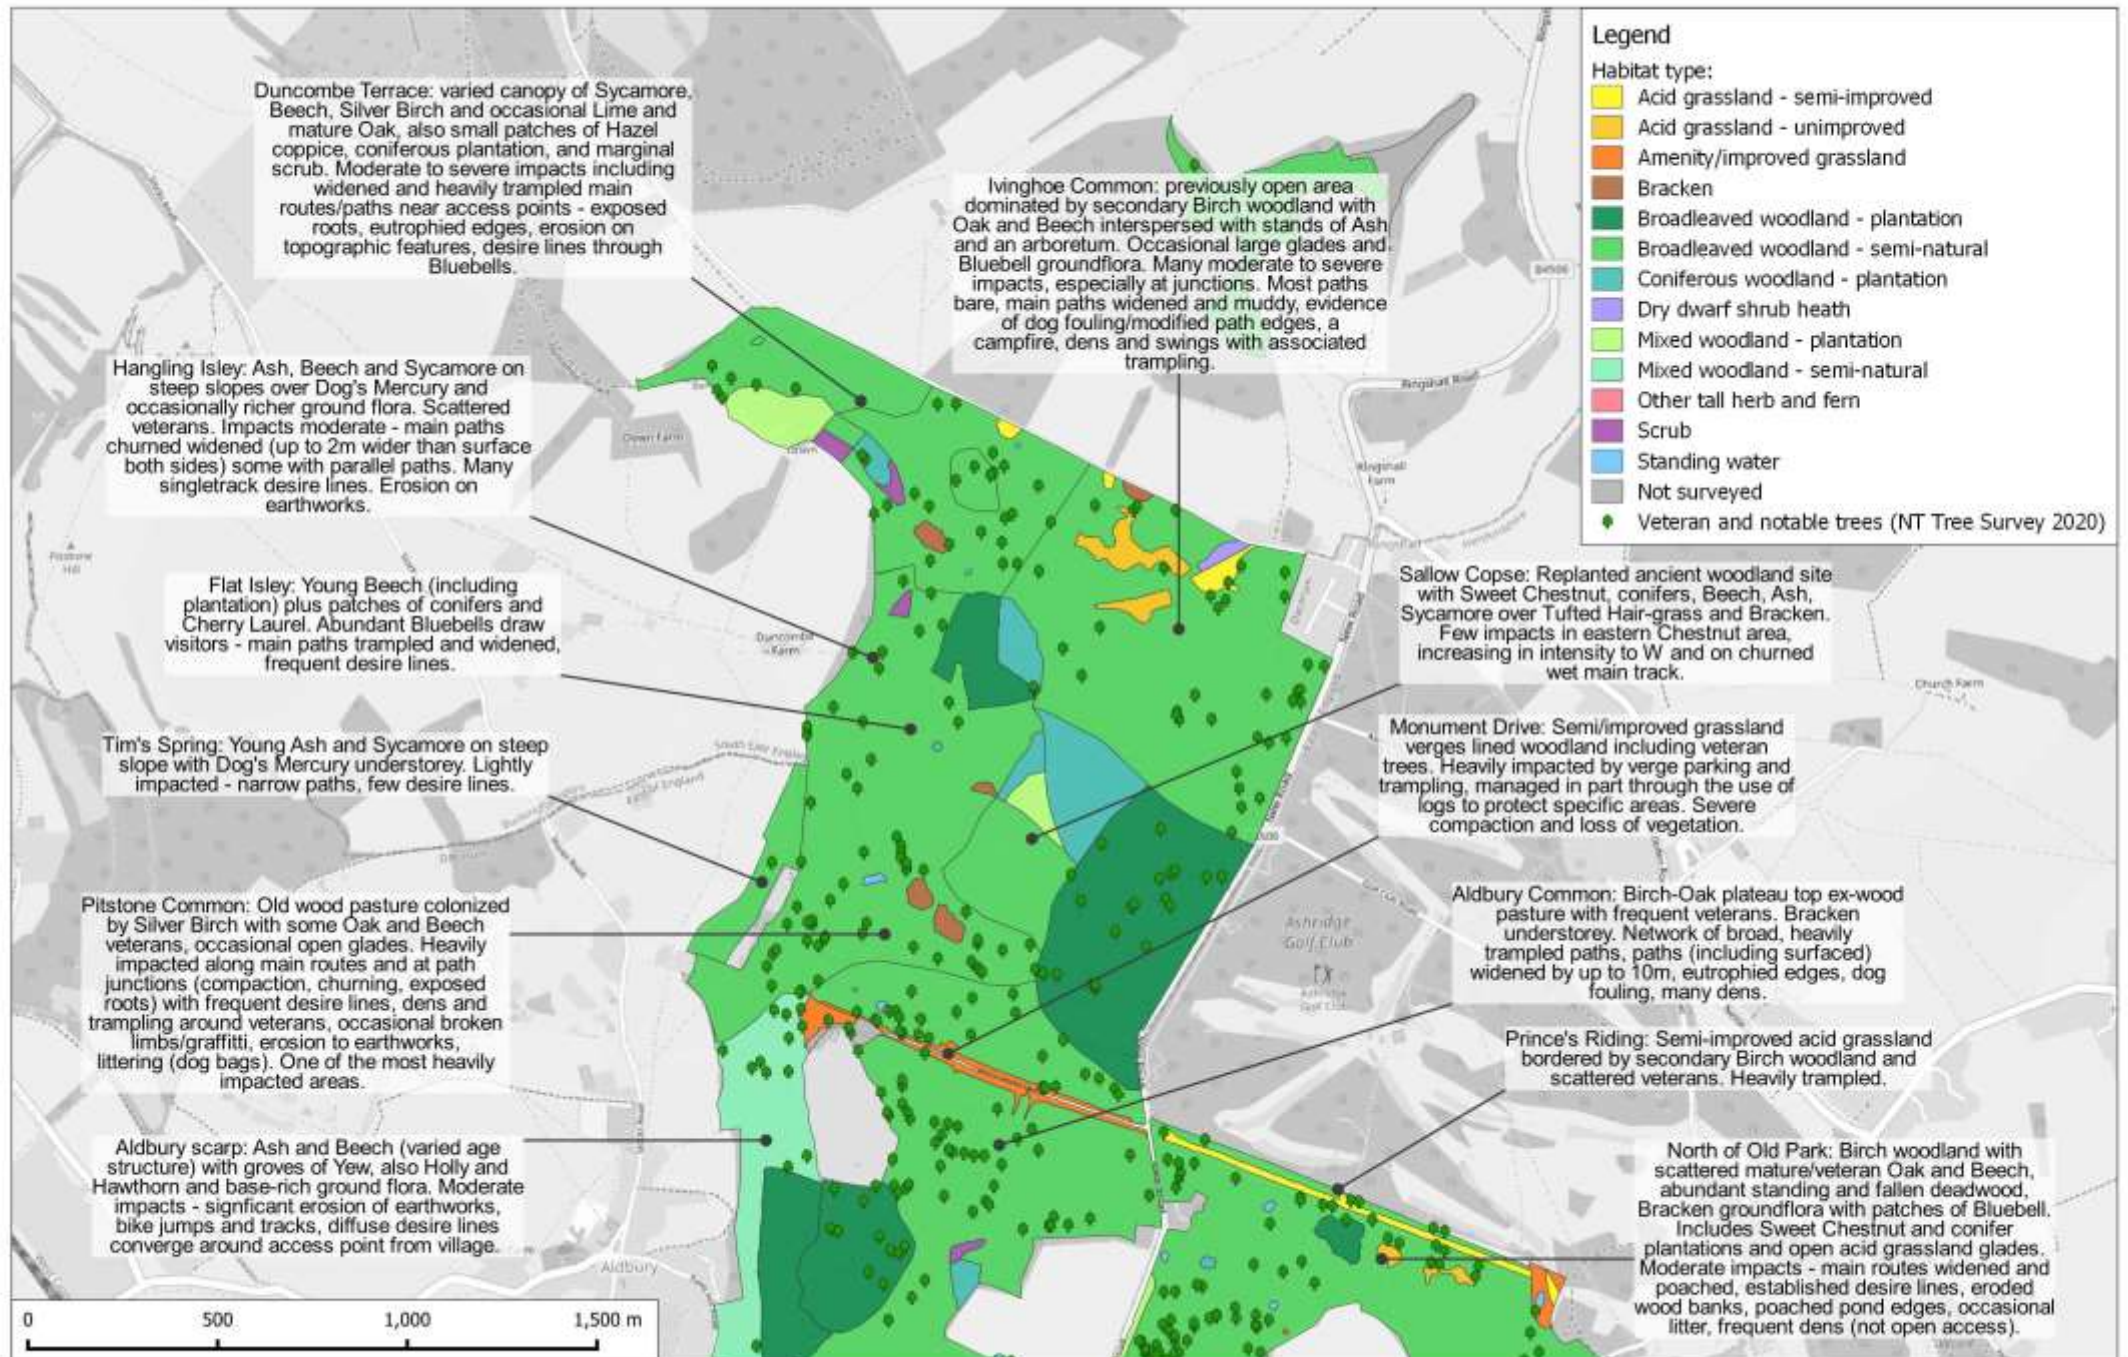 Legend
Habitat type:
Acid grassland - semi-improved
Acid grassland - unimproved
Amenity/improved grassland
Bracken
Broadleaved woodland - plantation
Broadleaved woodland - semi-natural
Coniferous woodland - plantation
Dry dwarf shrub heath
Mixed woodland - plantation
Mixed woodland - semi-natural
Other tall herb and fern
Scrub
Standing water
Not surveyed
Veteran and notable trees (NT Tree Survey 2020)
Duncombe Terrace: varied canopy of Sycamore,
Beech, Silver Birch and occasional Lime and
mature Oak, also small patches of Hazel
coppice, coniferous plantation, and marginal
scrub. Moderate to severe impacts including
widened and heavily trampled main
routes/paths near access points - exposed
roots, eutrophied edges, erosion on
topographic features, desire lines through
Bluebells.
Ivinghoe Common: previously open area
dominated by secondary Birch woodland with
Oak and Beech interspersed with stands of Ash
and an arboretum. Occasional large glades and
Bluebell groundflora. Many moderate to severe
impacts, especially at junctions. Most paths
bare, main paths widened and muddy, evidence
of dog fouling/modified path edges, a
campfire, dens and swings with associated
trampling.
Hangling Isley: Ash, Beech and Sycamore on
steep slopes over Dog's Mercury and
occasionally richer ground flora. Scattered
veterans. Impacts moderate - main paths
churned widened (up to 2m wider than surface
both sides) some with parallel paths. Many
singletrack desire lines. Erosion on
earthworks.
Flat Isley: Young Beech (including
plantation) plus patches of conifers and
Cherry Laurel. Abundant Bluebells draw
visitors - main paths trampled and widened,
frequent desire lines.
Sallow Copse: Replanted ancient woodland site
with Sweet Chestnut, conifers, Beech, Ash,
Sycamore over Tufted Hair-grass and Bracken.
Few impacts in eastern Chestnut area,
increasing in intensity to W and on churned
wet main track.
Tim's Spring: Young Ash and Sycamore on steep
slope with Dog's Mercury understorey. Lightly
impacted - narrow paths, few desire lines.
Monument Drive: Semi/improved grassland
verges lined woodland including veteran
trees. Heavily impacted by verge parking and
trampling, managed in part through the use of
logs to protect specific areas. Severe
compaction and loss of vegetation.
Pitstone Common: Old wood pasture colonized
by Silver Birch with some Oak and Beech
veterans, occasional open glades. Heavily
impacted along main routes and at path
junctions (compaction, churning, exposed
roots) with frequent desire lines, dens and
trampling around veterans, occasional broken
limbs/graffitti, erosion to earthworks,
littering (dog bags). One of the most heavily
impacted areas.
Aldbury Common: Birch-Oak plateau top ex-wood
pasture with frequent veterans. Bracken
understorey. Network of broad, heavily
trampled paths, paths (including surfaced)
widened by up to 10m, eutrophied edges, dog
fouling, many dens.
Prince's Riding: Semi-improved acid grassland
bordered by secondary Birch woodland and
scattered veterans. Heavily trampled.
Aldbury scarp: Ash and Beech (varied age
structure) with groves of Yew, also Holly and
Hawthorn and base-rich ground flora. Moderate
impacts - signficant erosion of earthworks,
bike jumps and tracks, diffuse desire lines
converge around access point from village.
North of Old Park: Birch woodland with
scattered mature/veteran Oak and Beech,
abundant standing and fallen deadwood,
Bracken groundflora with patches of Bluebell.
Includes Sweet Chestnut and conifer
plantations and open acid grassland glades.
Moderate impacts - main routes widened and
poached, established desire lines, eroded
wood banks, poached pond edges, occasional
litter, frequent dens (not open access).
B4506
Ringshall Road
Ringshall
Farm
Down Farm
Pitstone
Hill
Duncombe
Farm
Church Farm
New Road
South East England
East of England
Ashridge
Golf Club
Aldbury
0 500 1,000 1,500 m